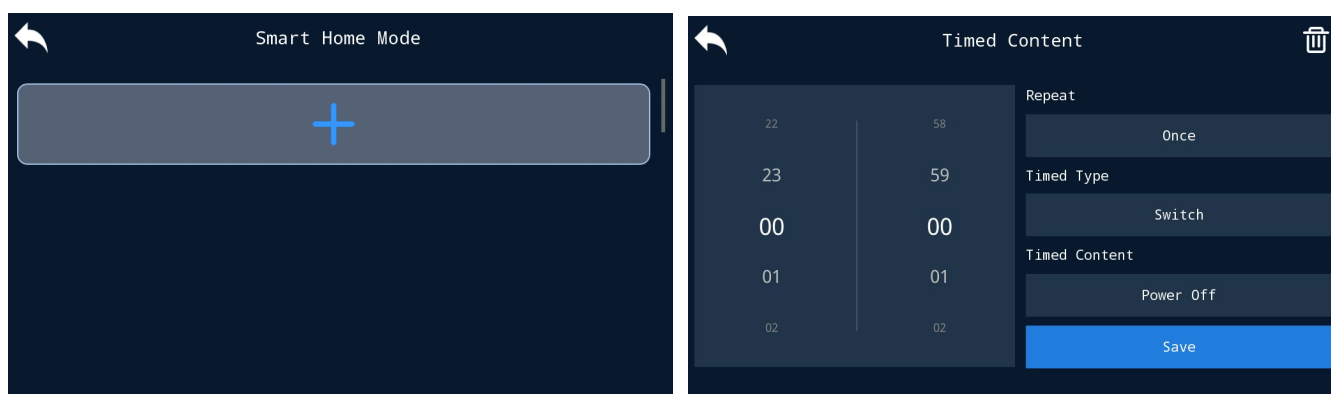 Smart Home Mode
Timed Content
22 58
23 59
00 00
01 01
02 02
Repeat
Once
Timed Type
Switch
Timed Content
Power Off
Save